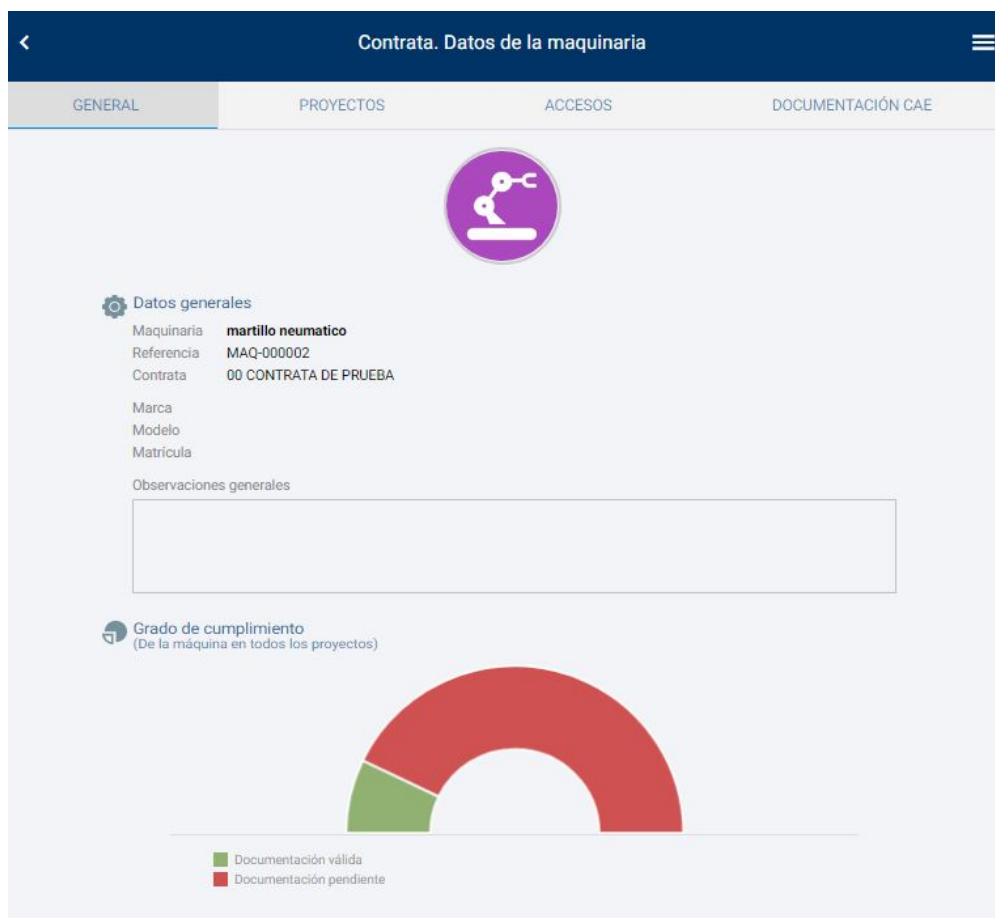 Contrata. Datos de la maquinaria
GENERAL PROYECTOS ACCESOS DOCUMENTACIÓN CAE
Datos generales
Maquinaria martillo neumatico
Referencia MAQ-000002
Contrata 00 CONTRATA DE PRUEBA
Marca
Modelo
Matrícula
Observaciones generales
Grado de cumplimiento
(De la máquina en todos los proyectos)
Documentación válida
Documentación pendiente